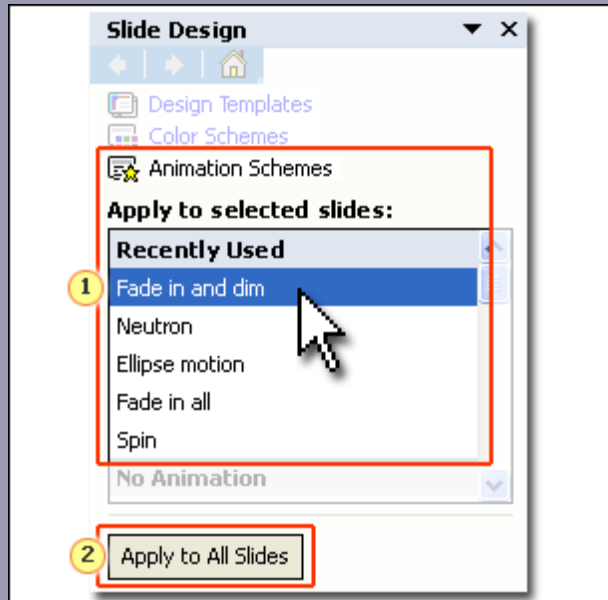 Slide Design
Design Templates
Color Schemes
Animation Schemes
Apply to selected slides:
Recently Used
1 Fade in and dim
Neutron
Ellipse motion
Fade in all
Spin
No Animation
2 Apply to All Slides